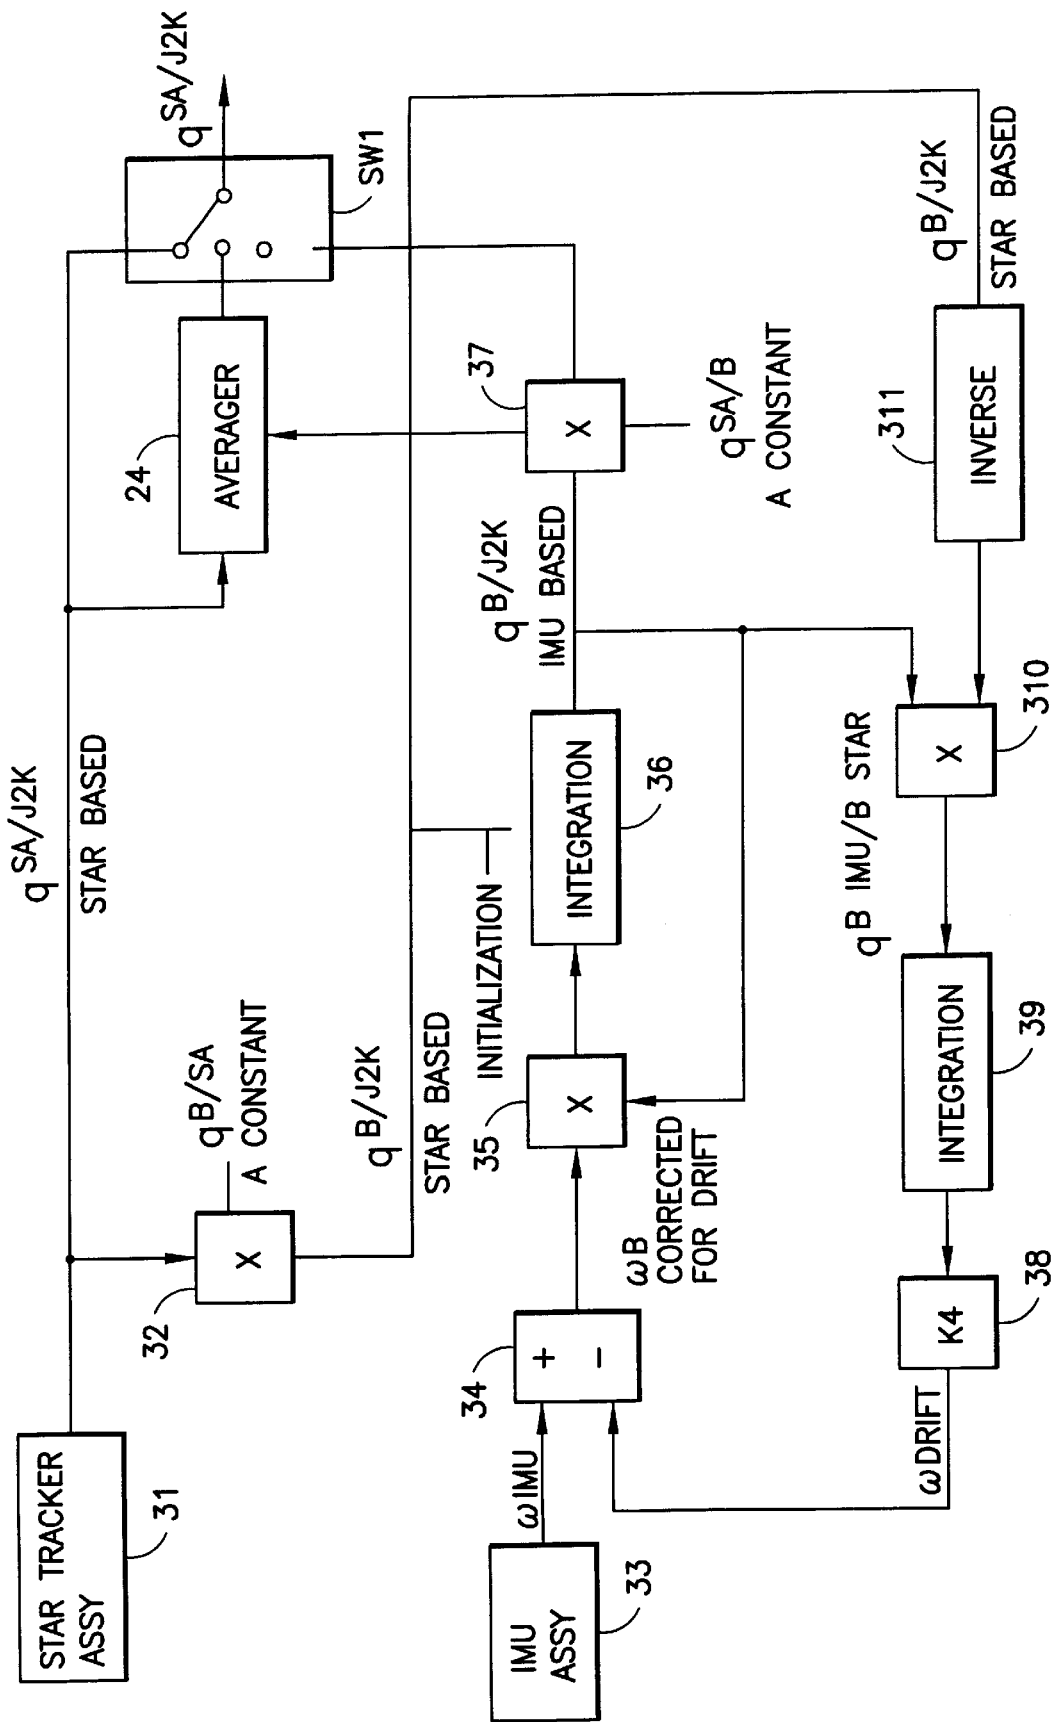 STAR TRACKER
ASSY
31
q SA/J2K
STAR BASED
24
AVERAGER
SW1
q SA/J2K
32
X
q B/SA
A CONSTANT
q B/J2K
STAR BASED
INITIALIZATION
IMU
ASSY
33
ωIMU
34
+
-
ωB
CORRECTED
FOR DRIFT
35
X
INTEGRATION
36
q B/J2K
IMU BASED
37
X
q SA/B
A CONSTANT
ωDRIFT
K4
38
INTEGRATION
39
q B IMU/B STAR
X
310
311
INVERSE
q B/J2K
STAR BASED